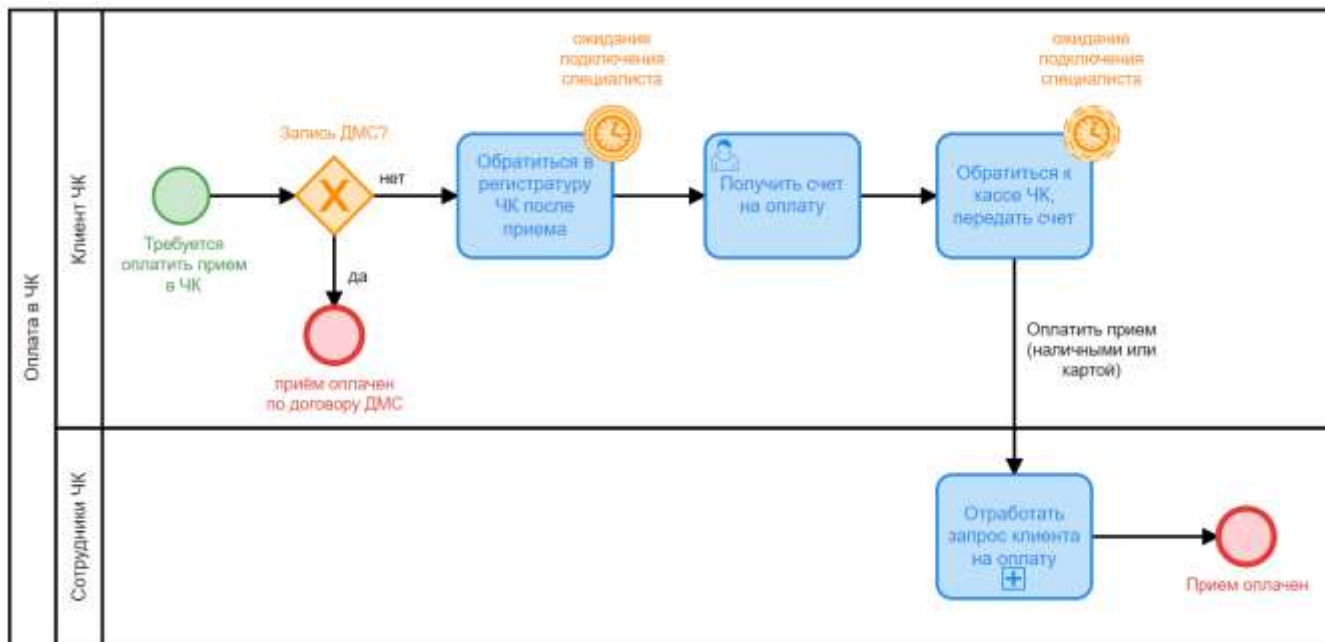 Оплата в ЧК
Клиент ЧК
Требуется
оплатить прием
в ЧК
Запись ДМС?
нет
да
приём оплачен
по договору ДМС
ожидание
подключения
специалиста
Обратиться в
регистратуру
ЧК после
приема
Получить счет
на оплату
ожидание
подключения
специалиста
Обратиться к
кассе ЧК,
передать счет
Оплатить прием
(наличными или
картой)
Сотрудники ЧК
Отработать
запрос клиента
на оплату
Прием оплачен